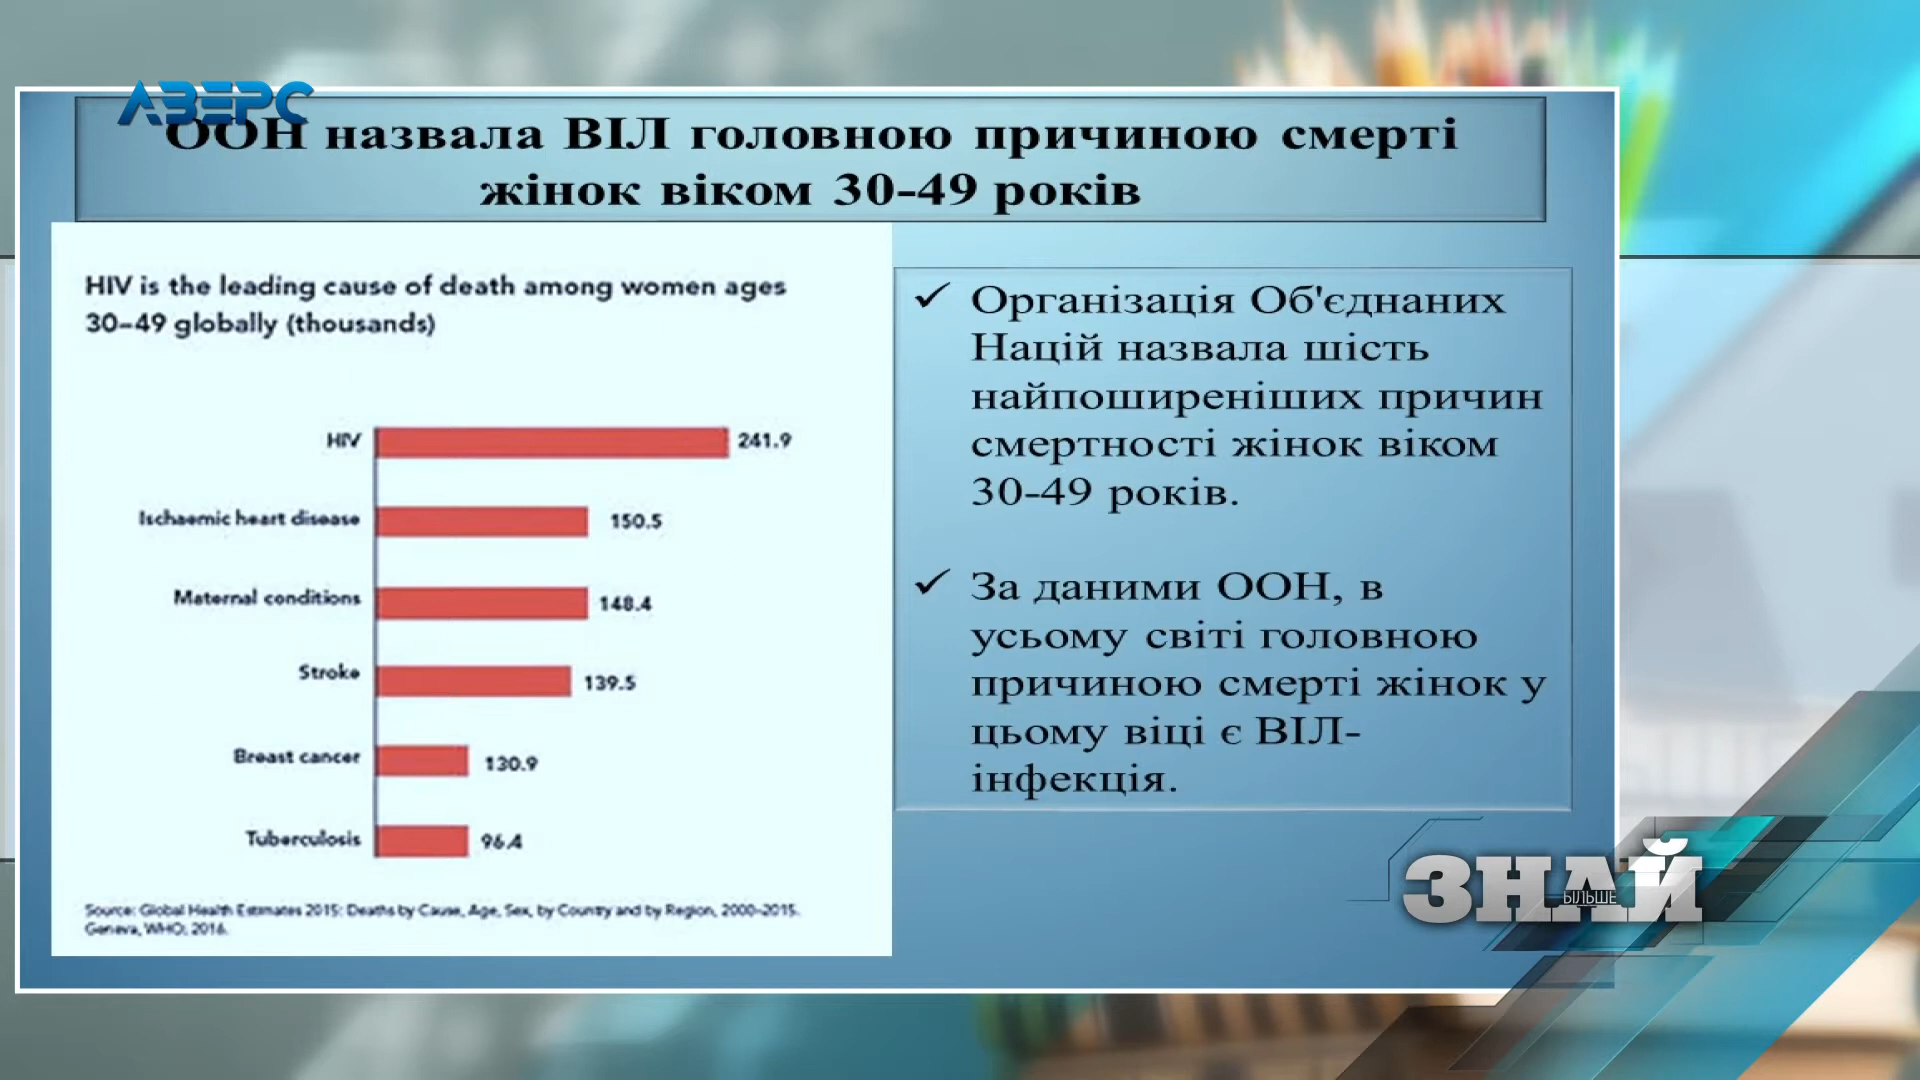 АВЕРС
ООН назвала ВІЛ головною причиною смерті
жінок віком 30-49 років
HIV is the leading cause of death among women ages
30–49 globally (thousands)
HIV 241.9
Ischaemic heart disease 150.5
Maternal conditions 148.4
Stroke 139.5
Breast cancer 130.9
Tuberculosis 96.4
Source: Global Health Estimates 2015: Deaths by Cause, Age, Sex, by Country and by Region, 2000–2015.
Geneva, WHO; 2016.
✓ Організація Об'єднаних
Націй назвала шість
найпоширеніших причин
смертності жінок віком
30-49 років.
✓ За даними ООН, в
усьому світі головною
причиною смерті жінок у
цьому віці є ВІЛ-
інфекція.
ЗНАЙ
БІЛЬШЕ